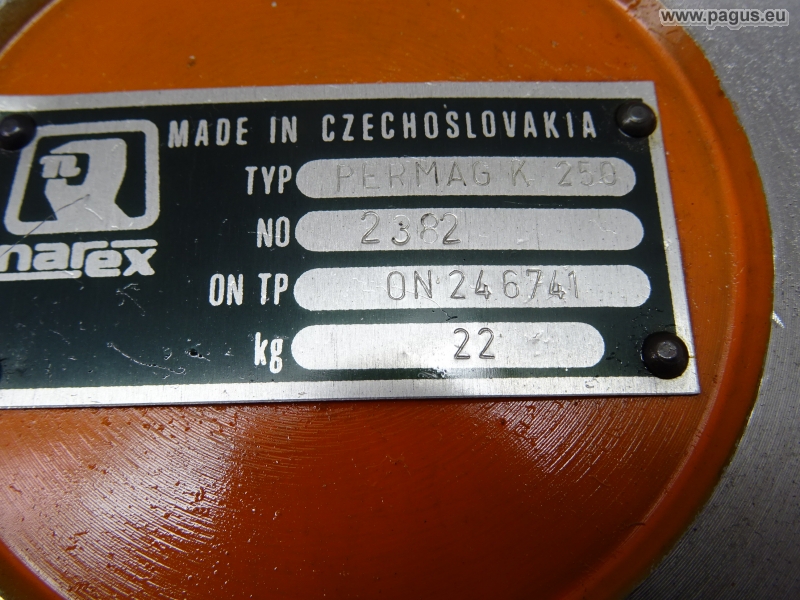 www.pagus.eu
MADE IN CZECHOSLOVAKIA
TYP PERMAG K 250
NO 2382
narex
ON TP ON 246741
kg 22